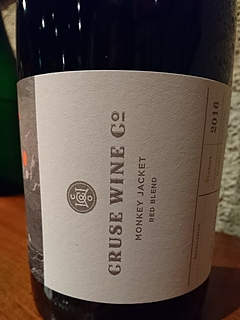 CRUSE WINE Cº
MONKEY JACKET
RED BLEND
2016